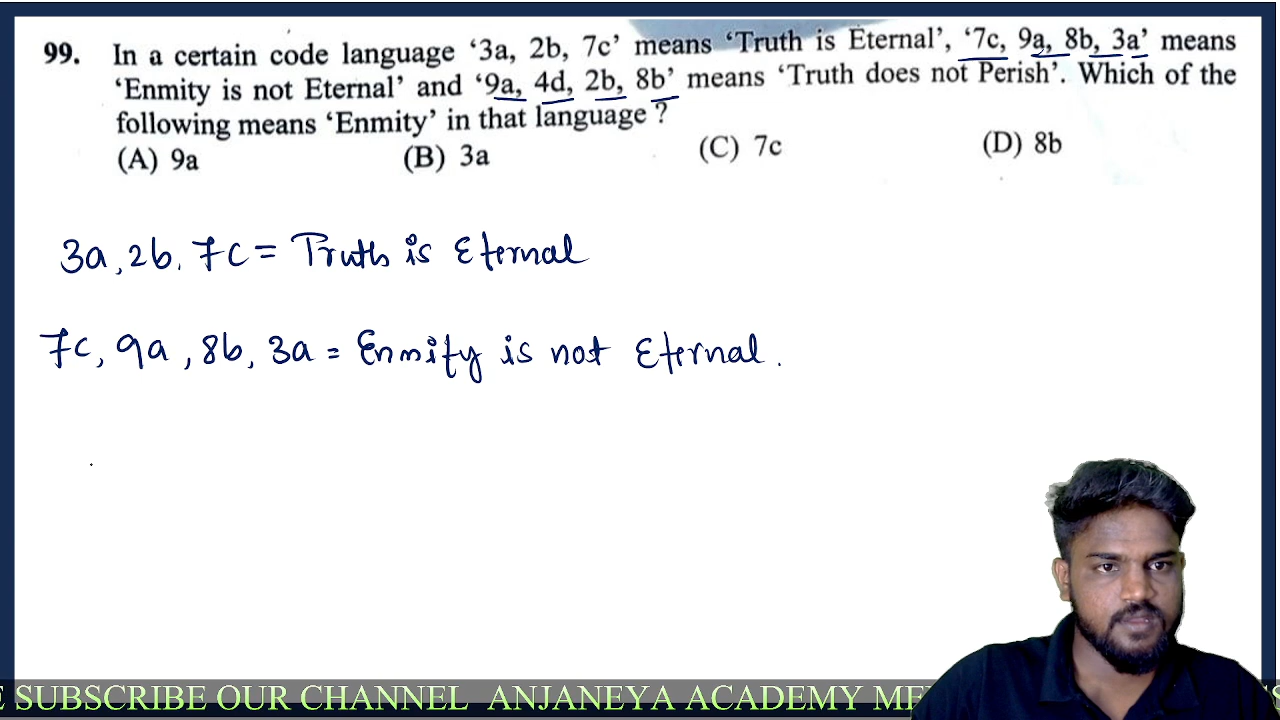 99. In a certain code language ‘3a, 2b, 7c’ means ‘Truth is Eternal’, ‘7c, 9a, 8b, 3a’ means
‘Enmity is not Eternal’ and ‘9a, 4d, 2b, 8b’ means ‘Truth does not Perish’. Which of the
following means ‘Enmity’ in that language ?
(A) 9a (B) 3a (C) 7c (D) 8b
3a, 2b, 7c = Truth is Eternal
7c, 9a, 8b, 3a = Enmity is not Eternal.
SUBSCRIBE OUR CHANNEL ANJANEYA ACADEMY